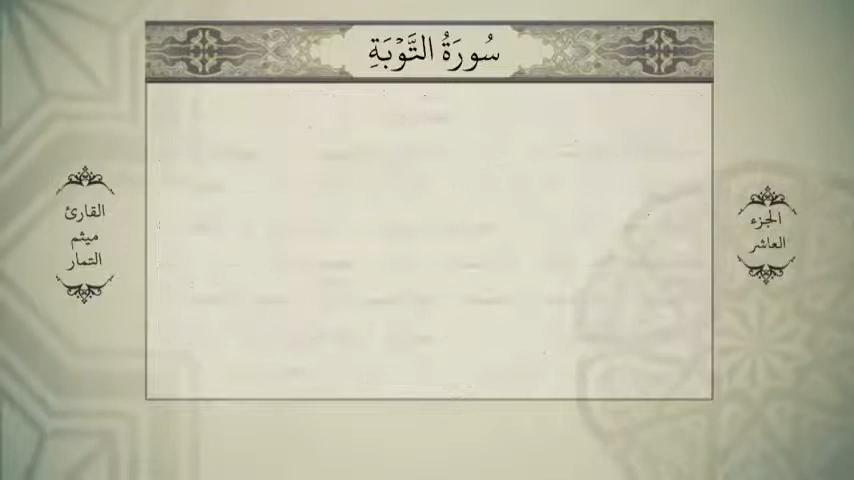 سُورَةُ التَّوْبَةِ
الجزء
العاشر
القارئ
ميثم
التمار